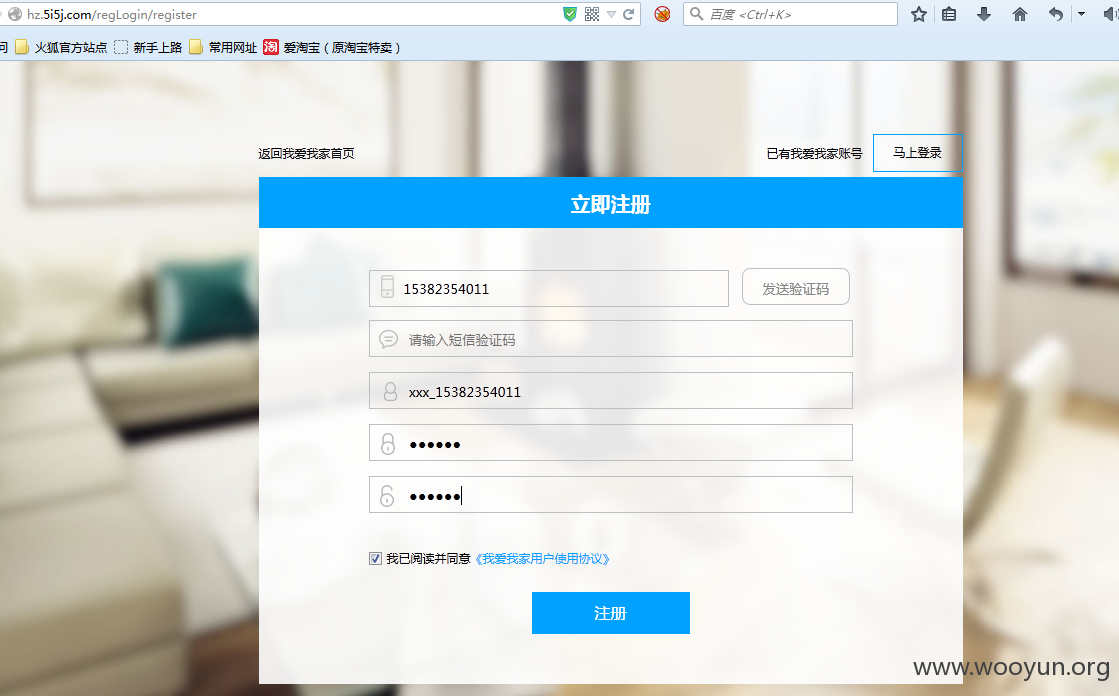 hz.5i5j.com/regLogin/register
百度 <Ctrl+K>
问 火狐官方站点 新手上路 常用网址 淘 爱淘宝（原淘宝特卖）
返回我爱我家首页 已有我爱我家账号 马上登录
立即注册
15382354011 发送验证码
请输入短信验证码
xxx_15382354011
●●●●●●
●●●●●●
我已阅读并同意《我爱我家用户使用协议》
注册
www.wooyun.org